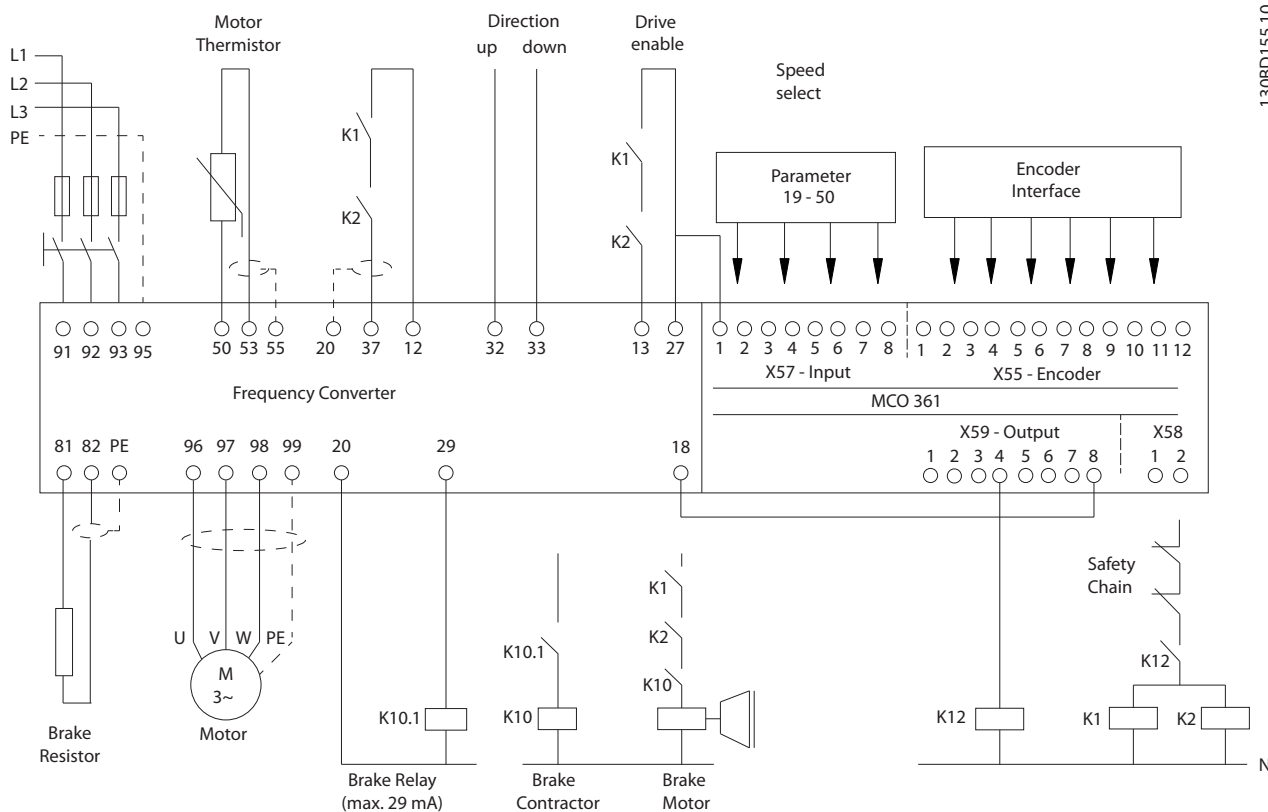 130BD155.10
Motor
Thermistor
Direction
up down
Drive
enable
Speed
select
L1
L2
L3
PE
K1
K2
K1
K2
Parameter
19 - 50
Encoder
Interface
91 92 93 95 50 53 55 20 37 12 32 33 13 27 1 2 3 4 5 6 7 8 1 2 3 4 5 6 7 8 9 10 11 12
X57 - Input X55 - Encoder
Frequency Converter
MCO 361
81 82 PE 96 97 98 99 20 29 18
X59 - Output X58
1 2 3 4 5 6 7 8 1 2
Safety
Chain
K1
K2
K10
K10.1
K12
U V W PE
M
3~
K10.1
K10
K12
K1
K2
N
Brake
Resistor
Motor
Brake Relay
(max. 29 mA)
Brake
Contractor
Brake
Motor